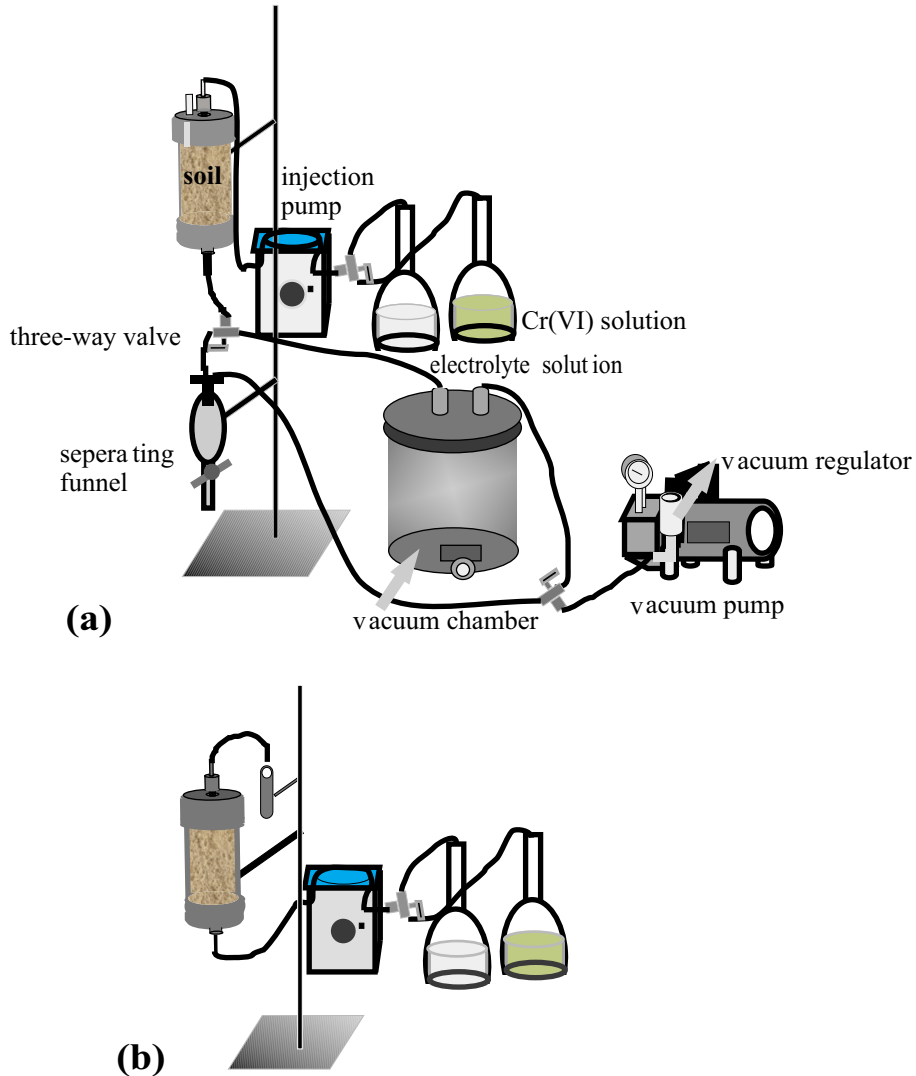 soil
injection
pump
Cr(VI) solution
three-way valve
electrolyte solut ion
sepera ting
funnel
vacuum regulator
vacuum pump
vacuum chamber
(a)
(b)